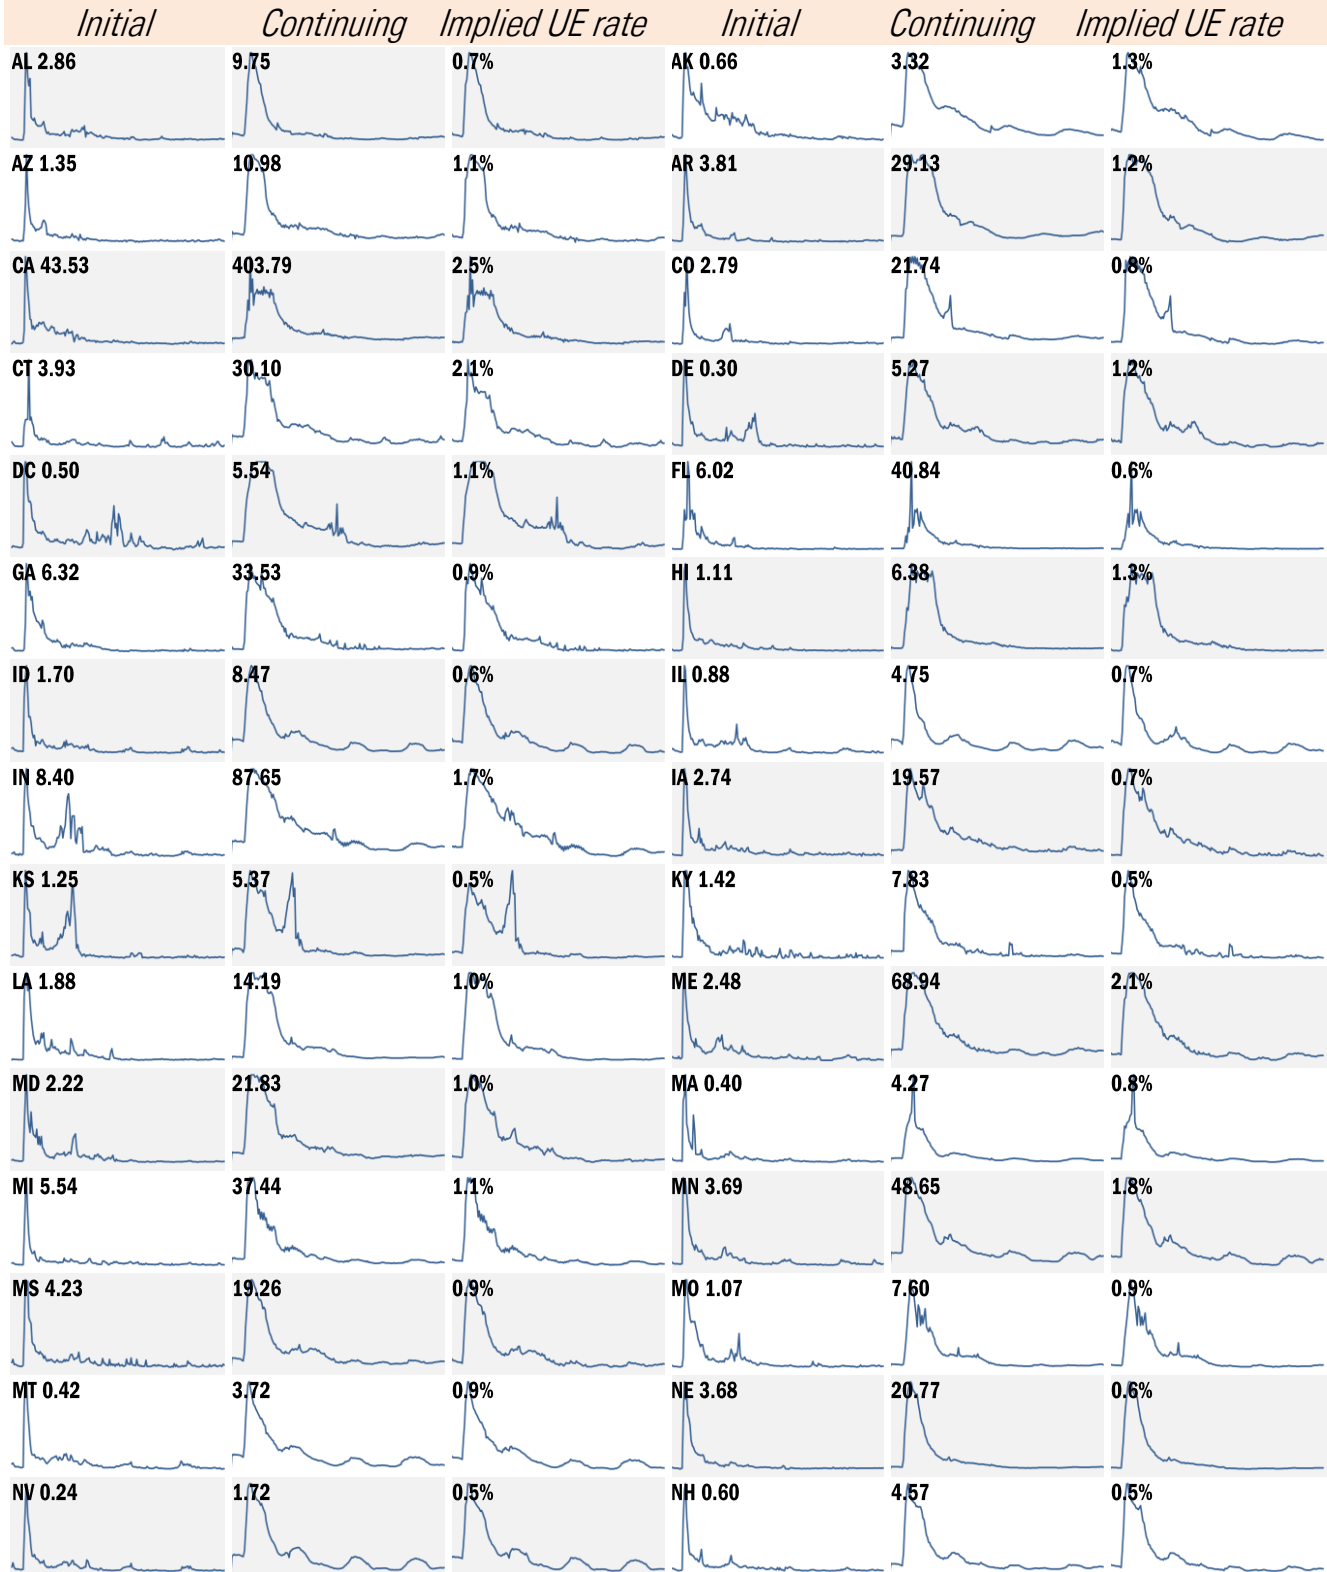 Initial Continuing Implied UE rate Initial Continuing Implied UE rate
AL 2.86 9.75 0.7% AK 0.66 3.32 1.3%
AZ 1.35 10.98 1.1% AR 3.81 29.13 1.2%
CA 43.53 403.79 2.5% CO 2.79 21.74 0.8%
CT 3.93 30.10 2.1% DE 0.30 5.27 1.2%
DC 0.50 5.54 1.1% FL 6.02 40.84 0.6%
GA 6.32 33.53 0.9% HI 1.11 6.38 1.3%
ID 1.70 8.47 0.6% IL 0.88 4.75 0.7%
IN 8.40 87.65 1.7% IA 2.74 19.57 0.7%
KS 1.25 5.37 0.5% KY 1.42 7.83 0.5%
LA 1.88 14.19 1.0% ME 2.48 68.94 2.1%
MD 2.22 21.83 1.0% MA 0.40 4.27 0.8%
MI 5.54 37.44 1.1% MN 3.69 48.65 1.8%
MS 4.23 19.26 0.9% MO 1.07 7.60 0.9%
MT 0.42 3.72 0.9% NE 3.68 20.77 0.6%
NV 0.24 1.72 0.5% NH 0.60 4.57 0.5%